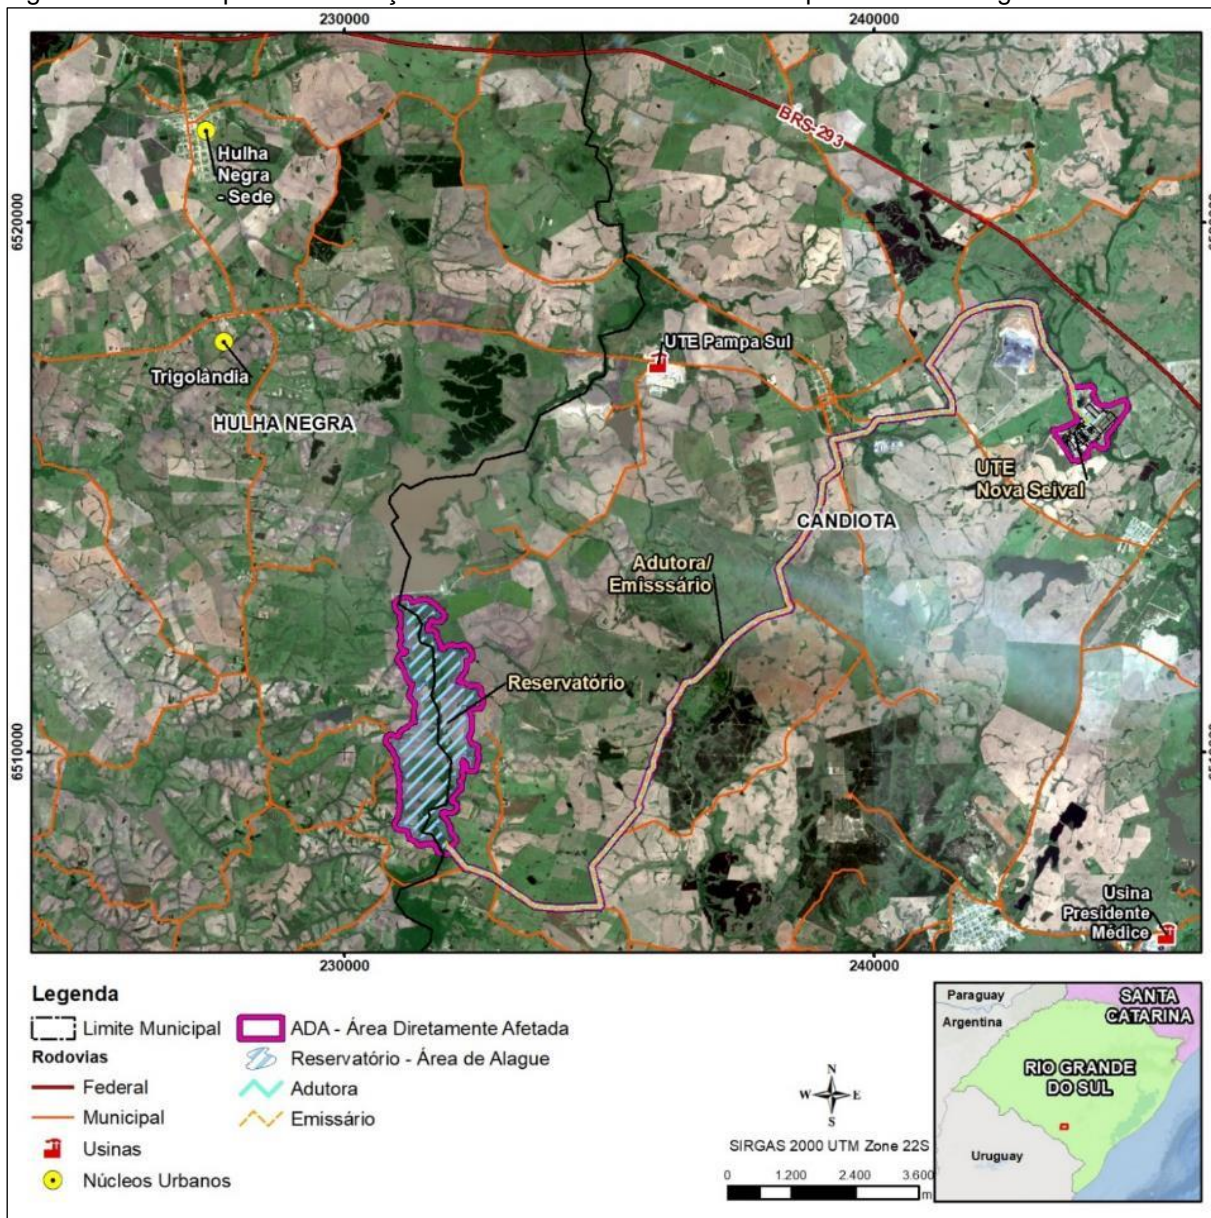 230000
240000
BRS-293
Hulha
Negra
- Sede
6520000
UTE Pampa Sul
Trigolândia
HULHA NEGRA
UTE
Nova Seival
CANDIOTA
Adutora/
Emisssário
Reservatório
6510000
Usina
Presidente
Médice
230000
240000
Legenda
Limite Municipal
Rodovias
Federal
Municipal
Usinas
Núcleos Urbanos
ADA - Área Diretamente Afetada
Reservatório - Área de Alague
Adutora
Emissário
N
W
E
S
SIRGAS 2000 UTM Zone 22S
0 1.200 2.400 3.600
m
Paraguay
Argentina
SANTA
CATARINA
RIO GRANDE
DO SUL
Uruguay